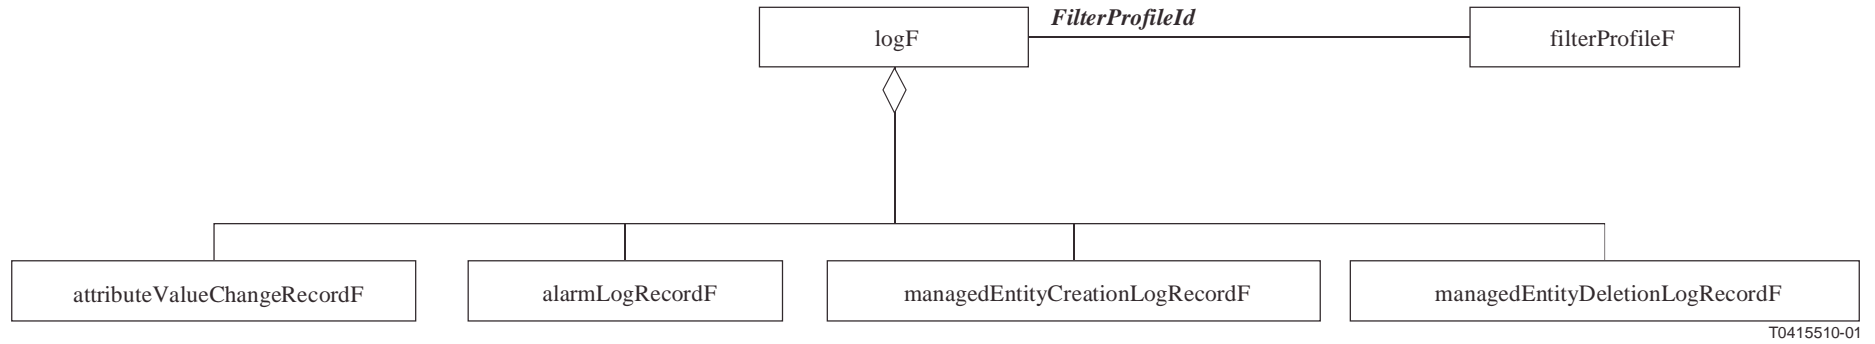 FilterProfileId
logF
filterProfileF
attributeValueChangeRecordF
alarmLogRecordF
managedEntityCreationLogRecordF
managedEntityDeletionLogRecordF
T0415510-01